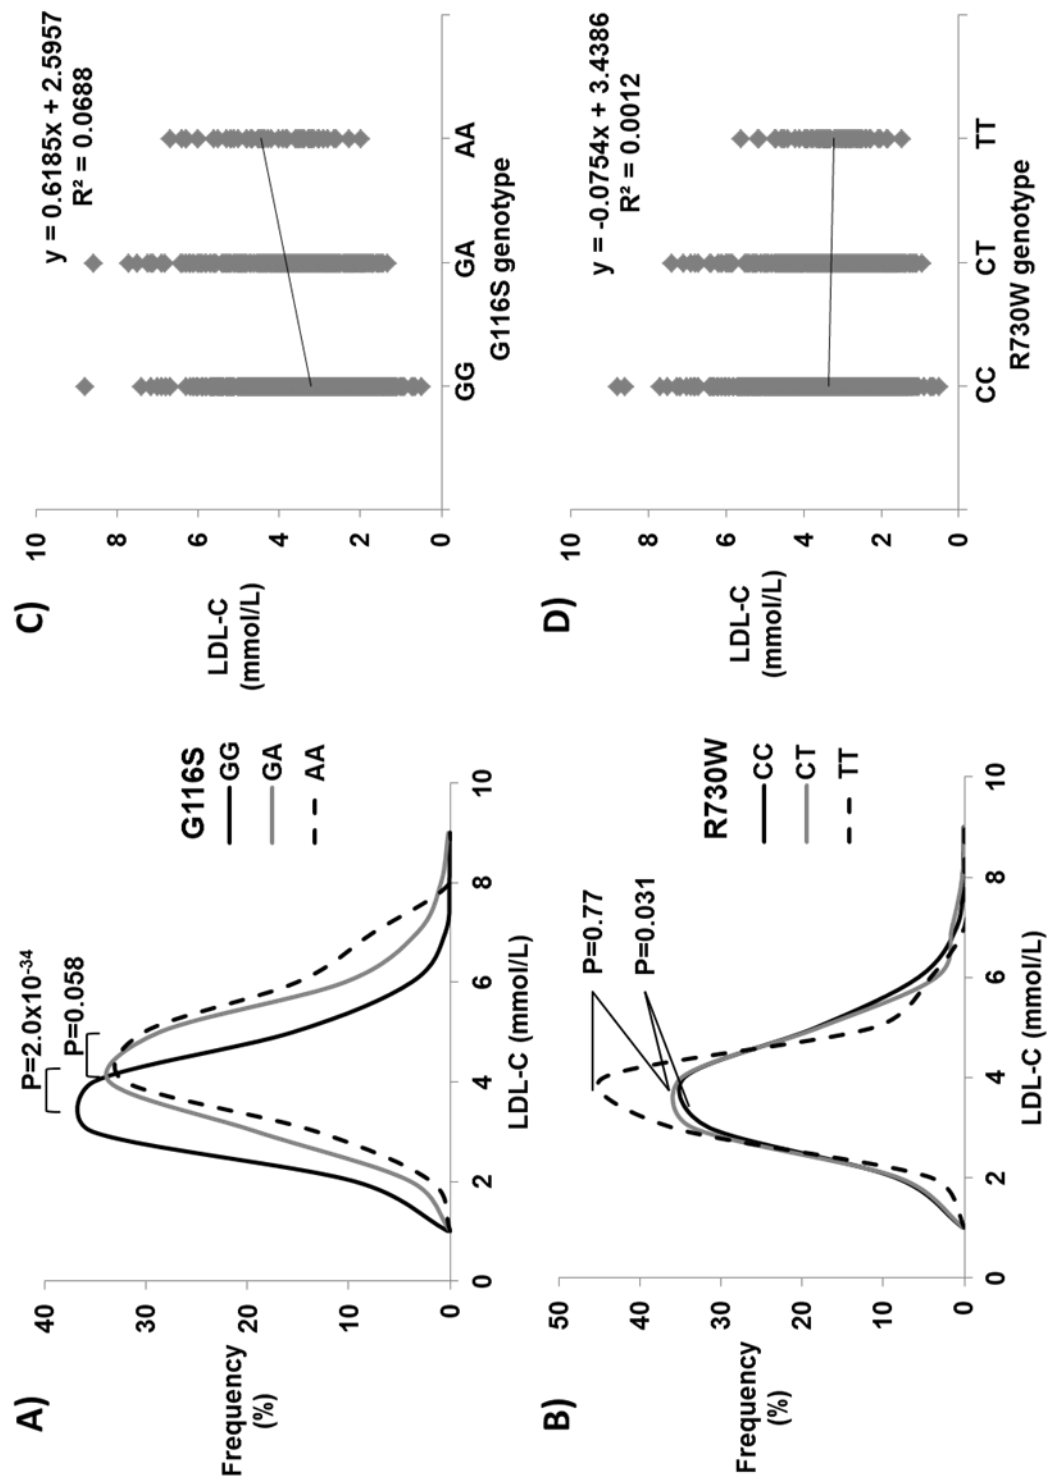 A)
Frequency
(%)
40
30
20
10
0
0
2
4
6
8
10
LDL-C (mmol/L)
P=2.0x10-34
P=0.058
G116S
GG
GA
AA
B)
Frequency
(%)
50
40
30
20
10
0
0
2
4
6
8
10
LDL-C (mmol/L)
P=0.77
P=0.031
R730W
CC
CT
TT
C)
LDL-C
(mmol/L)
10
8
6
4
2
0
GG
GA
AA
G116S genotype
y = 0.6185x + 2.5957
R² = 0.0688
D)
LDL-C
(mmol/L)
10
8
6
4
2
0
CC
CT
TT
R730W genotype
y = -0.0754x + 3.4386
R² = 0.0012